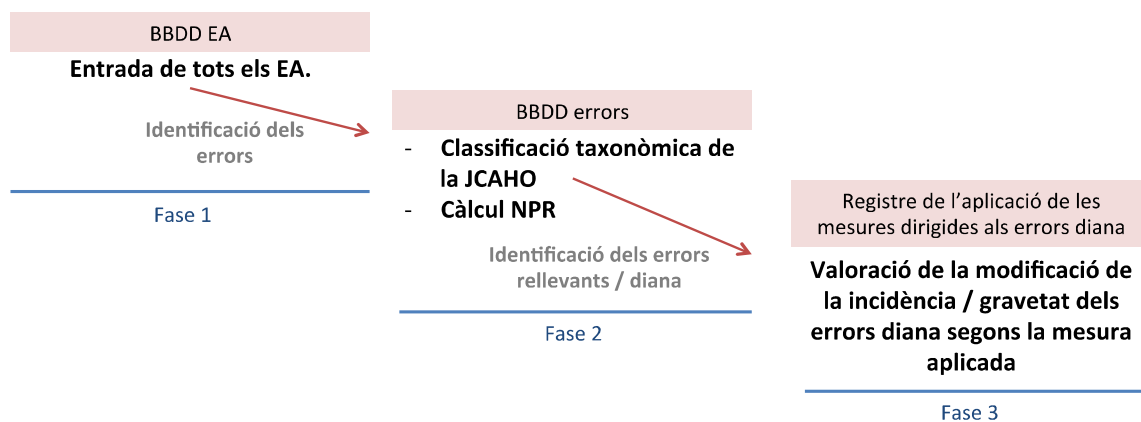 BBDD EA
Entrada de tots els EA.
Identificació dels
errors
Fase 1
BBDD errors
- Classificació taxonòmica de
la JCAHO
- Càlcul NPR
Identificació dels errors
rellevants / diana
Fase 2
Registre de l’aplicació de les
mesures dirigides als errors diana
Valoració de la modificació de
la incidència / gravetat dels
errors diana segons la mesura
aplicada
Fase 3